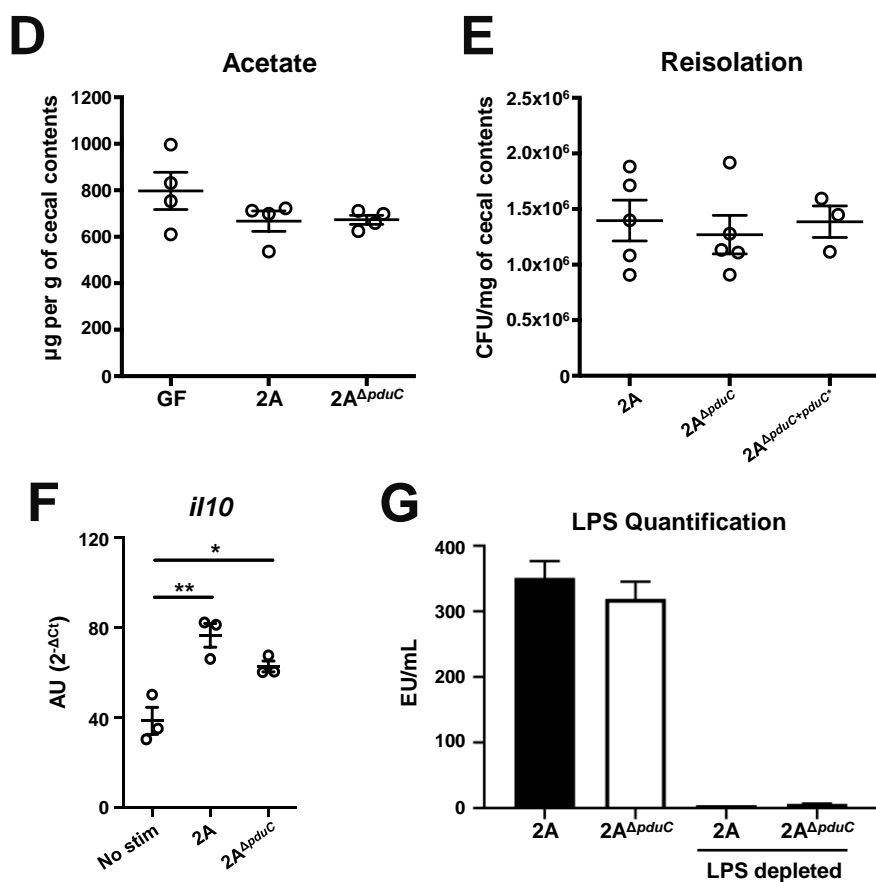 D
Acetate
µg per g of cecal contents
1200
1000
800
600
400
200
0
GF
2A
2A^ΔpduC
E
Reisolation
CFU/mg of cecal contents
2.5x10⁶
2.0x10⁶
1.5x10⁶
1.0x10⁶
0.5x10⁶
0
2A
2A^ΔpduC
2A^ΔpduC+pduC*
F
il10
AU (2^-ΔCt)
120
80
40
0
*
**
No stim
2A
2A^ΔpduC
G
LPS Quantification
EU/mL
400
300
200
100
0
2A
2A^ΔpduC
2A
2A^ΔpduC
LPS depleted